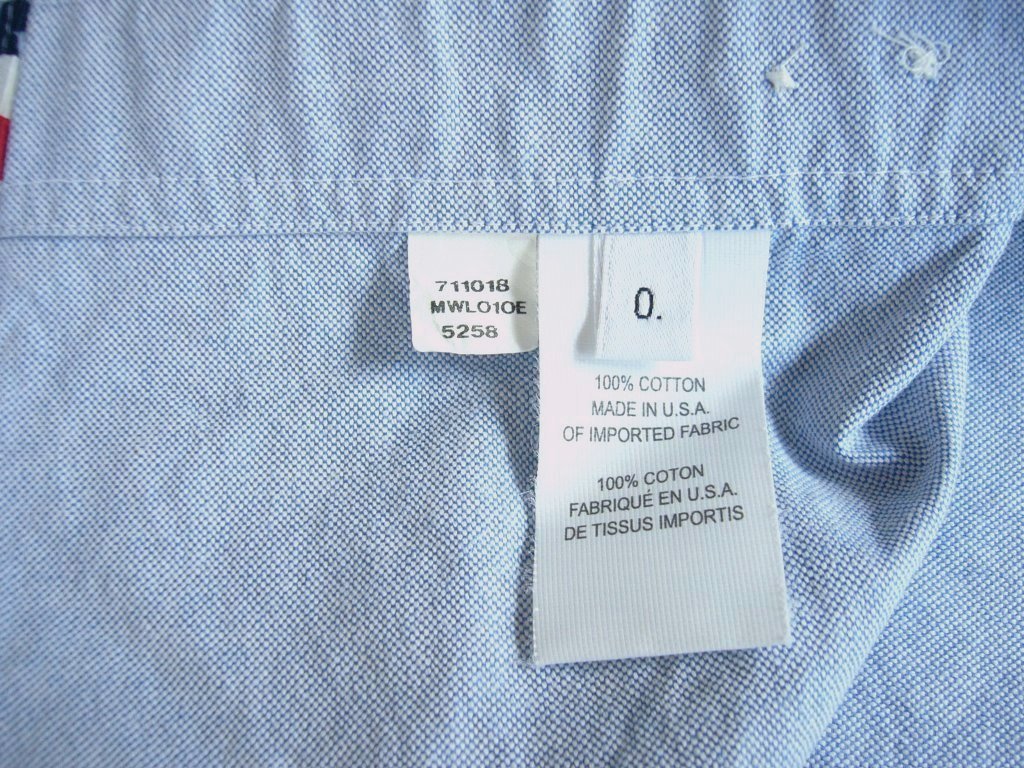 711018
MWL010E
5258
0.
100% COTTON
MADE IN U.S.A.
OF IMPORTED FABRIC
100% COTON
FABRIQUÉ EN U.S.A.
DE TISSUS IMPORTIS